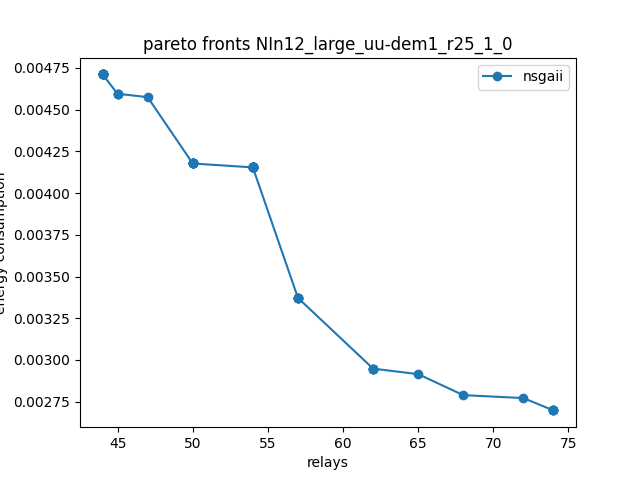 pareto fronts NIn12_large_uu-dem1_r25_1_0
nsgaii
0.00475
0.00450
0.00425
0.00400
0.00375
0.00350
0.00325
0.00300
0.00275
energy consumption
45 50 55 60 65 70 75
relays